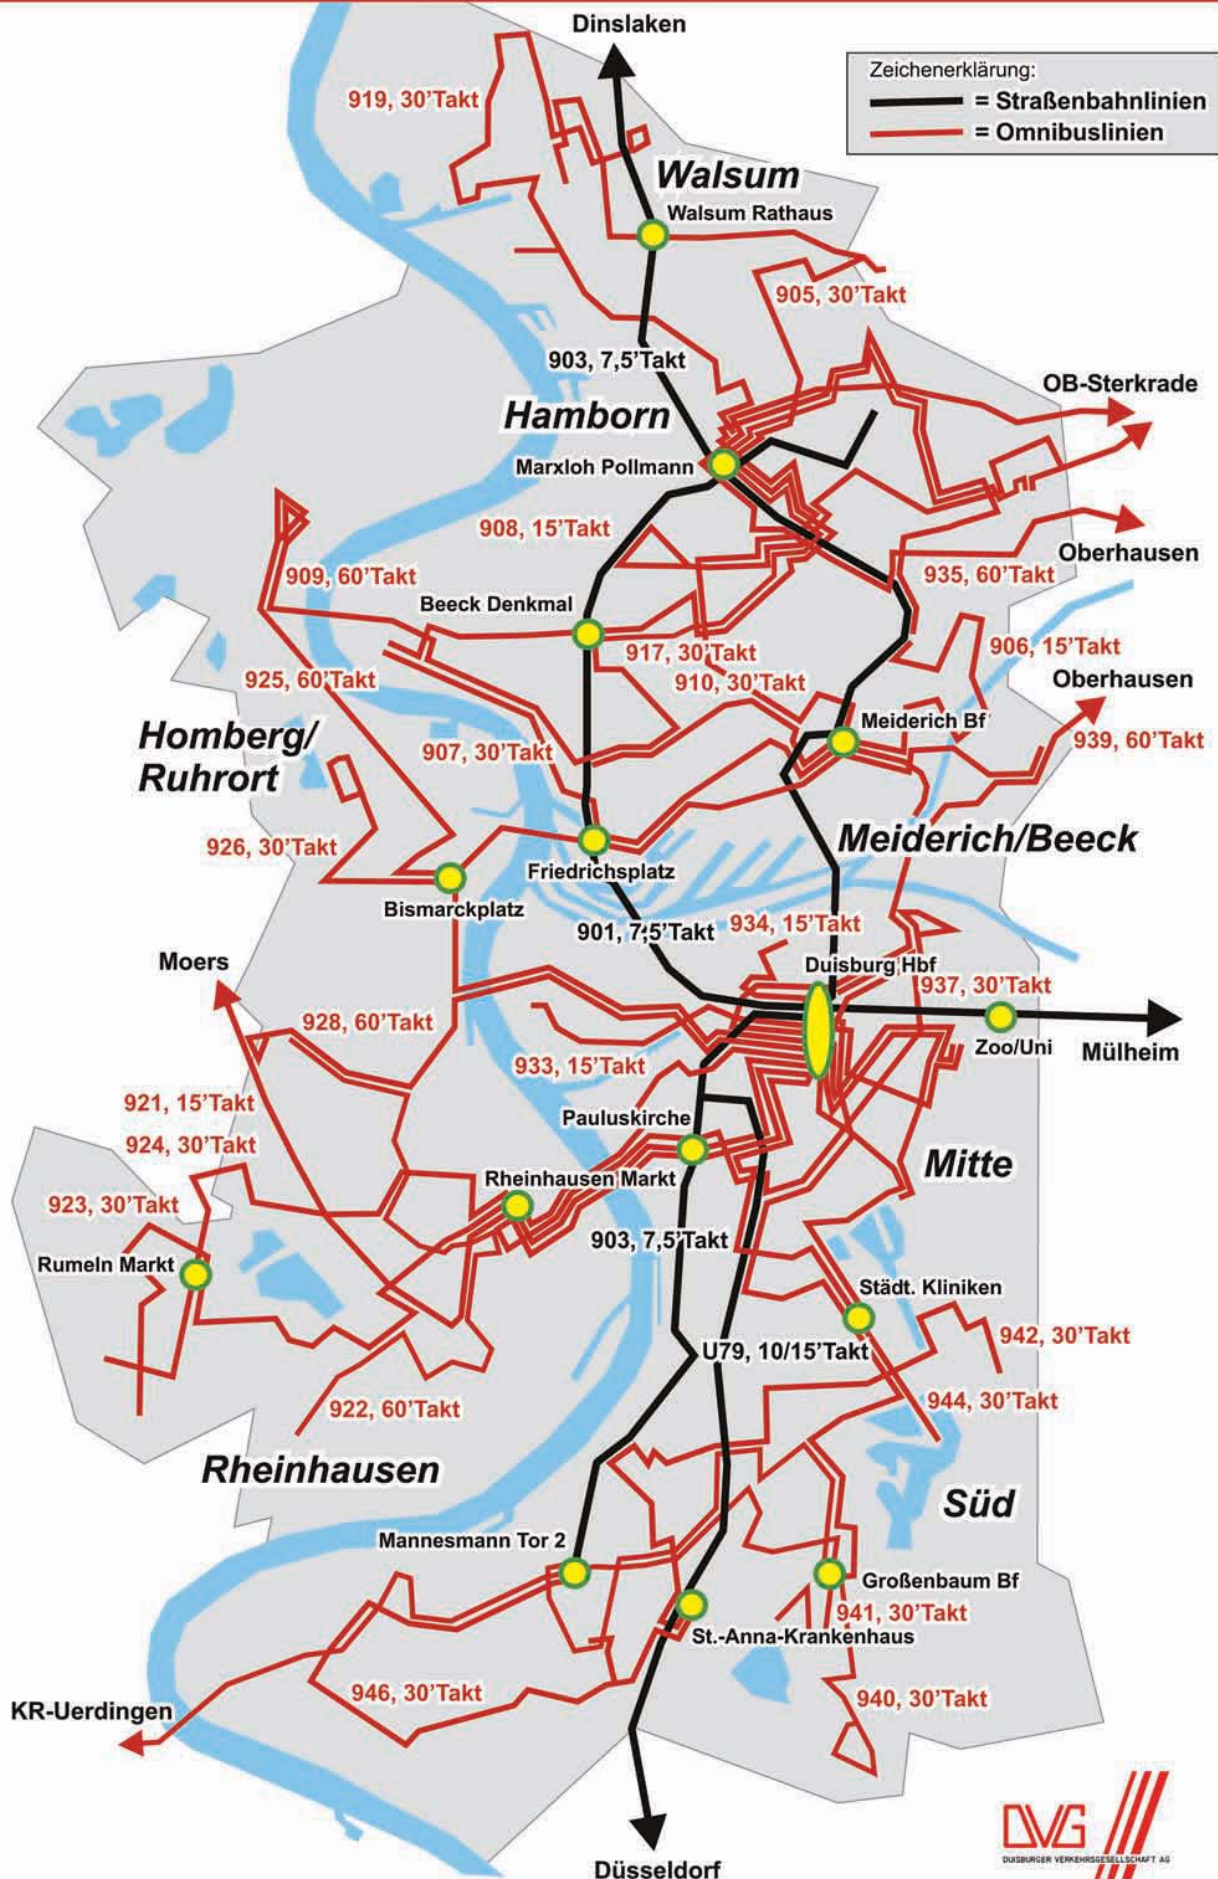 Dinslaken
Zeichenerklärung:
= Straßenbahnlinien
= Omnibuslinien
919, 30'Takt
Walsum
Walsum Rathaus
905, 30'Takt
903, 7,5'Takt
OB-Sterkrade
Hamborn
Marxloh Pollmann
908, 15'Takt
Oberhausen
909, 60'Takt
935, 60'Takt
Beeck Denkmal
917, 30'Takt
906, 15'Takt
925, 60'Takt
910, 30'Takt
Oberhausen
Meiderich Bf
Homberg/
Ruhrort
907, 30'Takt
939, 60'Takt
926, 30'Takt
Meiderich/Beeck
Friedrichsplatz
Bismarckplatz
901, 7,5'Takt
934, 15'Takt
Moers
Duisburg Hbf
937, 30'Takt
928, 60'Takt
Zoo/Uni
Mülheim
933, 15'Takt
921, 15'Takt
Pauluskirche
924, 30'Takt
Mitte
Rheinhausen Markt
923, 30'Takt
903, 7,5'Takt
Rumeln Markt
Städt. Kliniken
942, 30'Takt
U79, 10/15'Takt
944, 30'Takt
922, 60'Takt
Rheinhausen
Süd
Mannesmann Tor 2
Großenbaum Bf
941, 30'Takt
St.-Anna-Krankenhaus
946, 30'Takt
940, 30'Takt
KR-Uerdingen
DVG
DUISBURGER VERKEHRSGESELLSCHAFT AG
Düsseldorf